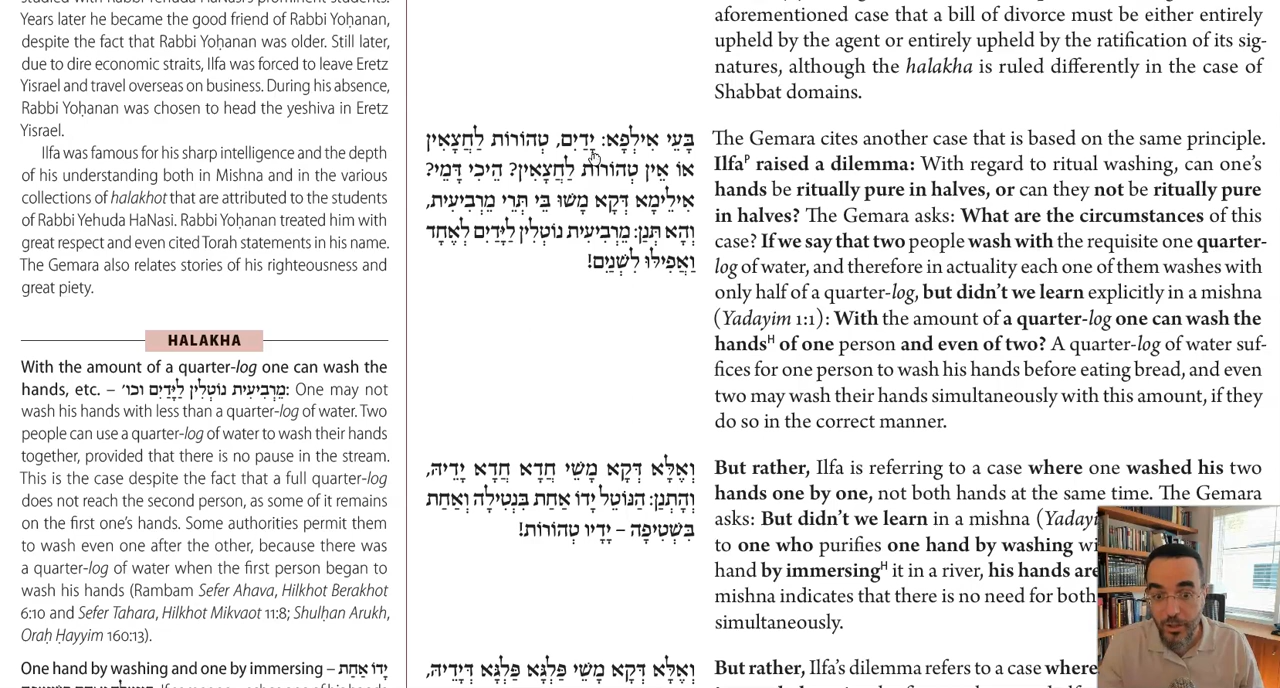 studied with Rabbi Yehuda HaNasi's prominent students.
Years later he became the good friend of Rabbi Yoḥanan,
despite the fact that Rabbi Yoḥanan was older. Still later,
due to dire economic straits, Ilfa was forced to leave Eretz
Yisrael and travel overseas on business. During his absence,
Rabbi Yoḥanan was chosen to head the yeshiva in Eretz
Yisrael.
Ilfa was famous for his sharp intelligence and the depth
of his understanding both in Mishna and in the various
collections of halakhot that are attributed to the students
of Rabbi Yehuda HaNasi. Rabbi Yoḥanan treated him with
great respect and even cited Torah statements in his name.
The Gemara also relates stories of his righteousness and
great piety.
HALAKHA
With the amount of a quarter-log one can wash the
hands, etc. – מֵרְבִיעִית נוֹטְלִין לַיָּדַיִם וכו׳: One may not
wash his hands with less than a quarter-log of water. Two
people can use a quarter-log of water to wash their hands
together, provided that there is no pause in the stream.
This is the case despite the fact that a full quarter-log
does not reach the second person, as some of it remains
on the first one's hands. Some authorities permit them
to wash even one after the other, because there was
a quarter-log of water when the first person began to
wash his hands (Rambam Sefer Ahava, Hilkhot Berakhot
6:10 and Sefer Tahara, Hilkhot Mikvaot 11:8; Shulḥan Arukh,
Oraḥ Ḥayyim 160:13).
One hand by washing and one by immersing – יָדוֹ אַחַת
בָּעֵי אִילְפָא: יָדַיִם, טְהוֹרוֹת לַחֲצָאִין
אוֹ אֵין טְהוֹרוֹת לַחֲצָאִין? הֵיכִי דָּמֵי?
אִילֵימָא דְּקָא מָשׁוּ בֵּי תְּרֵי מֵרְבִיעִית,
וְהָא תְּנַן: מֵרְבִיעִית נוֹטְלִין לַיָּדַיִם לְאֶחָד
וַאֲפִילּוּ לִשְׁנַיִם!
וְאֶלָּא דְּקָא מָשֵׁי חֲדָא חֲדָא יָדֵיהּ,
וְהָתְנַן: הַנּוֹטֵל יָדוֹ אַחַת בִּנְטִילָה וְאַחַת
בִּשְׁטִיפָה – יָדָיו טְהוֹרוֹת!
וְאֶלָּא דְּקָא מָשֵׁי פַּלְגָּא פַּלְגָּא דִּידֵיהּ,
aforementioned case that a bill of divorce must be either entirely
upheld by the agent or entirely upheld by the ratification of its sig-
natures, although the halakha is ruled differently in the case of
Shabbat domains.
The Gemara cites another case that is based on the same principle.
Ilfa^P raised a dilemma: With regard to ritual washing, can one's
hands be ritually pure in halves, or can they not be ritually pure
in halves? The Gemara asks: What are the circumstances of this
case? If we say that two people wash with the requisite one quarter-
log of water, and therefore in actuality each one of them washes with
only half of a quarter-log, but didn't we learn explicitly in a mishna
(Yadayim 1:1): With the amount of a quarter-log one can wash the
hands^H of one person and even of two? A quarter-log of water suf-
fices for one person to wash his hands before eating bread, and even
two may wash their hands simultaneously with this amount, if they
do so in the correct manner.
But rather, Ilfa is referring to a case where one washed his two
hands one by one, not both hands at the same time. The Gemara
asks: But didn't we learn in a mishna
to one who purifies one hand by washing
hand by immersing^H it in a river, his hands are
mishna indicates that there is no need for both
simultaneously.
But rather, Ilfa's dilemma refers to a case where